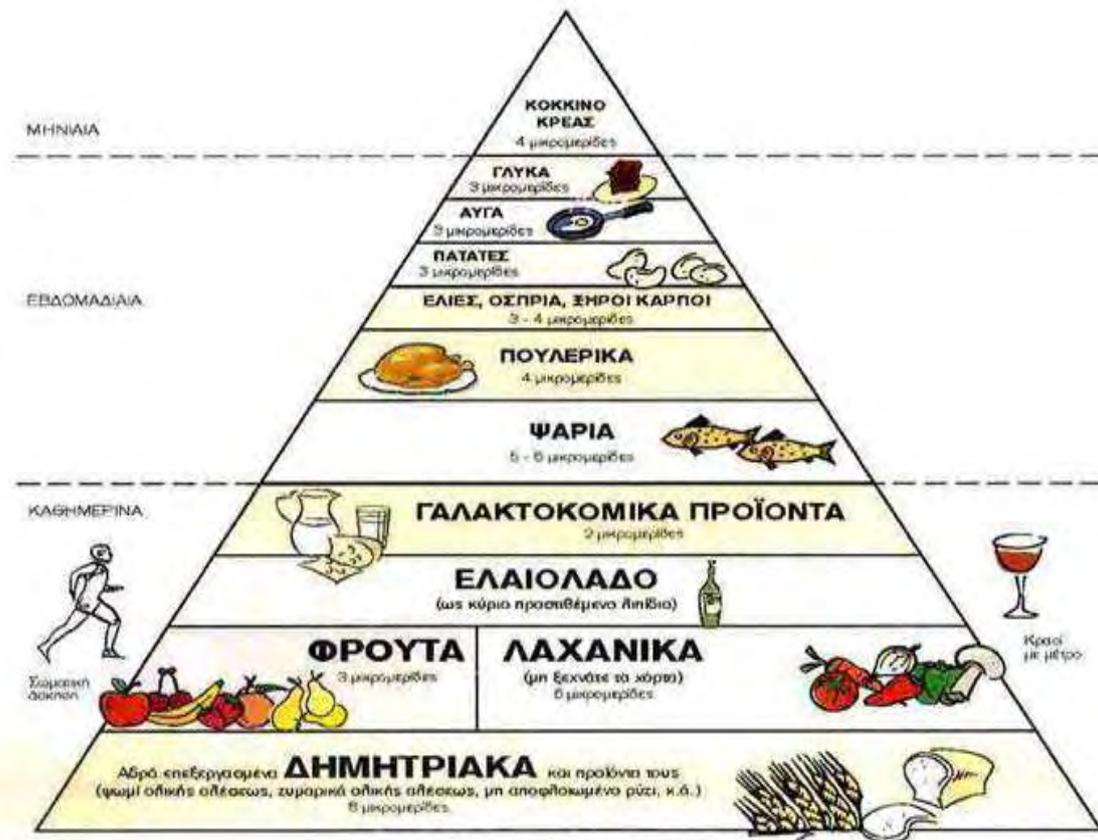 ΜΗΝΙΑΙΑ
ΚΟΚΚΙΝΟ
ΚΡΕΑΣ
4 μικρομερίδες
ΓΛΥΚΑ
3 μικρομερίδες
ΑΥΓΑ
3 μικρομερίδες
ΠΑΤΑΤΕΣ
3 μικρομερίδες
ΕΒΔΟΜΑΔΙΑΙΑ
ΕΛΙΕΣ, ΟΣΠΡΙΑ, ΞΗΡΟΙ ΚΑΡΠΟΙ
3 - 4 μικρομερίδες
ΠΟΥΛΕΡΙΚΑ
4 μικρομερίδες
ΨΑΡΙΑ
5 - 6 μικρομερίδες
ΚΑΘΗΜΕΡΙΝΑ
ΓΑΛΑΚΤΟΚΟΜΙΚΑ ΠΡΟΪΟΝΤΑ
2 μικρομερίδες
ΕΛΑΙΟΛΑΔΟ
(ως κύριο προστιθέμενο λιπίδιο)
ΦΡΟΥΤΑ
3 μικρομερίδες
ΛΑΧΑΝΙΚΑ
(μη ξεχνάτε τα χόρτα)
6 μικρομερίδες
Κρασί
με μέτρο
Σωματική
άσκηση
Αδρά επεξεργασμένα ΔΗΜΗΤΡΙΑΚΑ και προϊόντα τους
(ψωμί ολικής αλέσεως, ζυμαρικά ολικής αλέσεως, μη αποφλοιωμένο ρύζι, κ.ά.)
8 μικρομερίδες